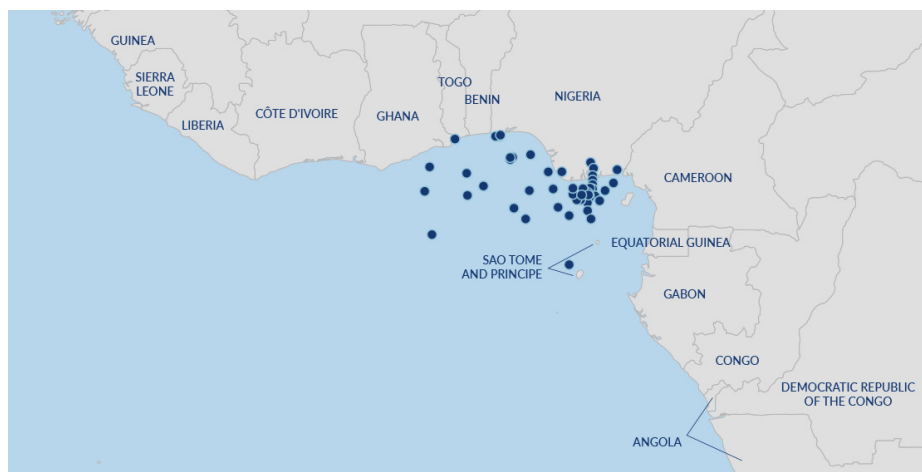 GUINEA
SIERRA
LEONE
LIBERIA
CÔTE D'IVOIRE
GHANA
TOGO
BENIN
NIGERIA
CAMEROON
EQUATORIAL GUINEA
SAO TOME
AND PRINCIPE
GABON
CONGO
DEMOCRATIC REPUBLIC
OF THE CONGO
ANGOLA